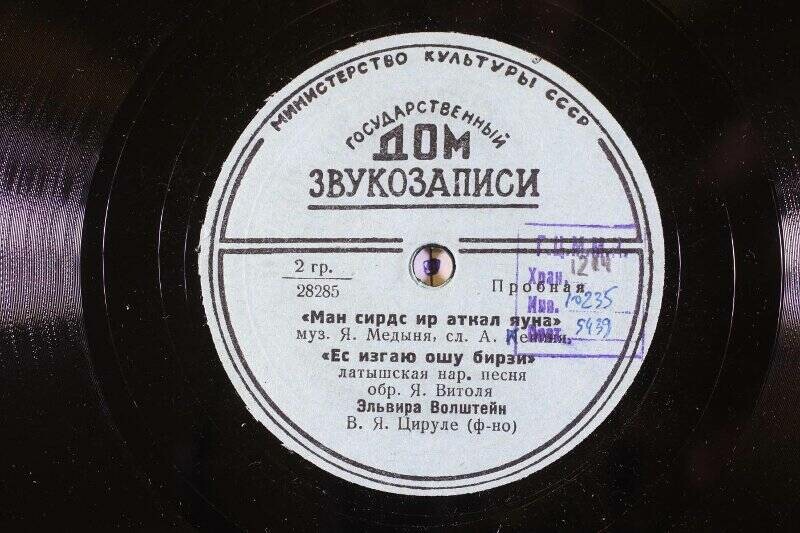 МИНИСТЕРСТВО КУЛЬТУРЫ СССР
ГОСУДАРСТВЕННЫЙ
ДОМ
ЗВУКОЗАПИСИ
2 гр.
28285
Пробная
Г.Ц.М.М.К.
Хран. 1244
Инв. 10235
5439
«Ман сирдс ир аткал яуна»
муз. Я. Медыня, сл. А.
«Ес изгаю ошу бирзи»
латышская нар. песня
обр. Я. Витоля
Эльвира Волштейн
В. Я. Цируле (ф-но)